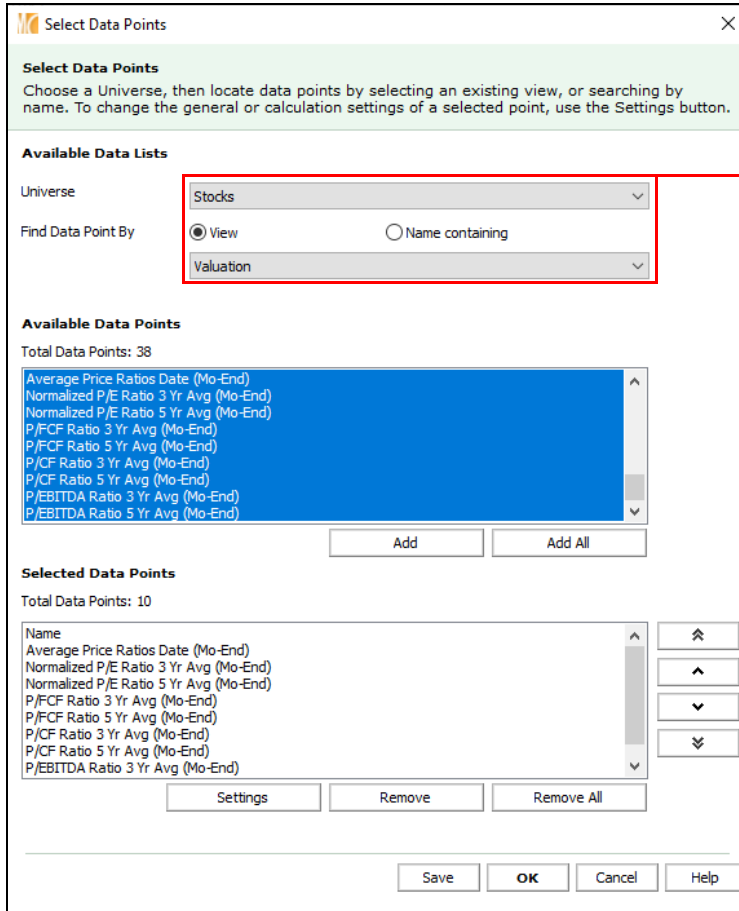 Select Data Points
Select Data Points
Choose a Universe, then locate data points by selecting an existing view, or searching by
name. To change the general or calculation settings of a selected point, use the Settings button.
Available Data Lists
Universe
Stocks
Find Data Point By
View
Name containing
Valuation
Available Data Points
Total Data Points: 38
Average Price Ratios Date (Mo-End)
Normalized P/E Ratio 3 Yr Avg (Mo-End)
Normalized P/E Ratio 5 Yr Avg (Mo-End)
P/FCF Ratio 3 Yr Avg (Mo-End)
P/FCF Ratio 5 Yr Avg (Mo-End)
P/CF Ratio 3 Yr Avg (Mo-End)
P/CF Ratio 5 Yr Avg (Mo-End)
P/EBITDA Ratio 3 Yr Avg (Mo-End)
P/EBITDA Ratio 5 Yr Avg (Mo-End)
Add
Add All
Selected Data Points
Total Data Points: 10
Name
Average Price Ratios Date (Mo-End)
Normalized P/E Ratio 3 Yr Avg (Mo-End)
Normalized P/E Ratio 5 Yr Avg (Mo-End)
P/FCF Ratio 3 Yr Avg (Mo-End)
P/FCF Ratio 5 Yr Avg (Mo-End)
P/CF Ratio 3 Yr Avg (Mo-End)
P/CF Ratio 5 Yr Avg (Mo-End)
P/EBITDA Ratio 3 Yr Avg (Mo-End)
Settings
Remove
Remove All
Save
OK
Cancel
Help